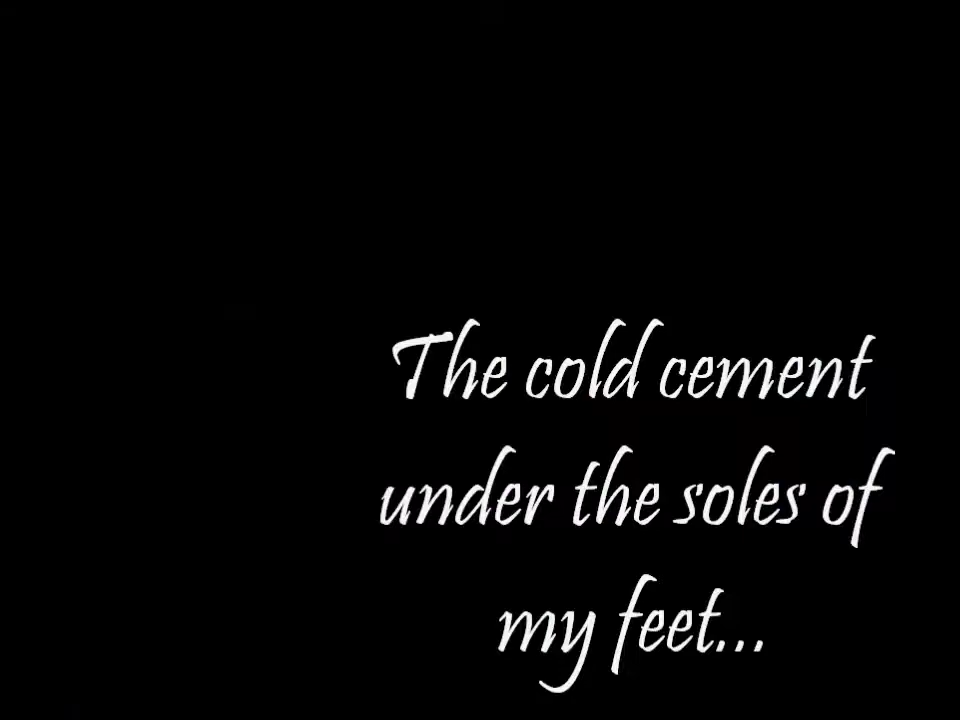 The cold cement
under the soles of
my feet...